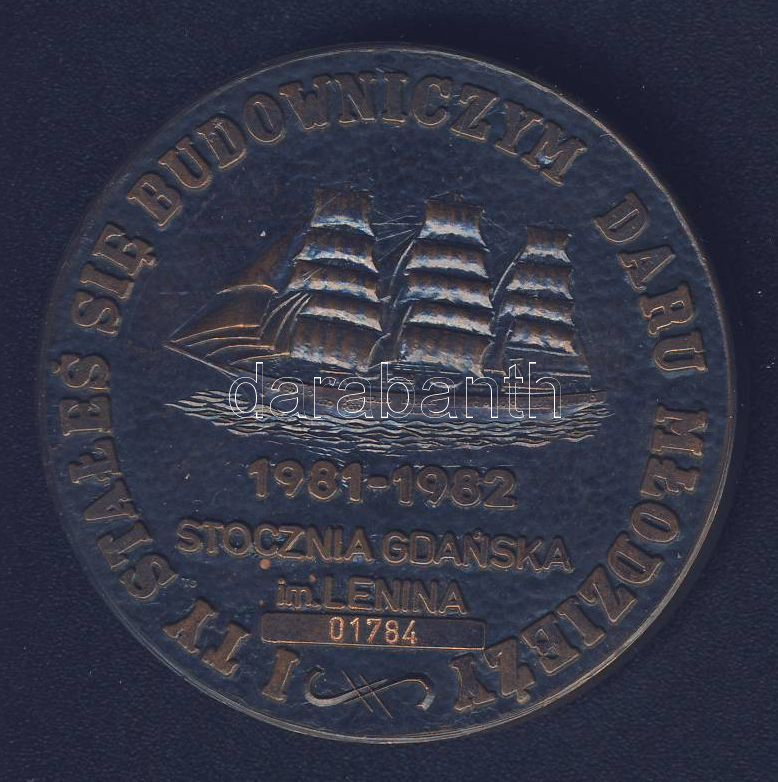 I TY STAŁEŚ SIĘ BUDOWNICZYM DARU MŁODZIEŻY
darabanth
1981-1982
STOCZNIA GDAŃSKA
im. LENINA
01784